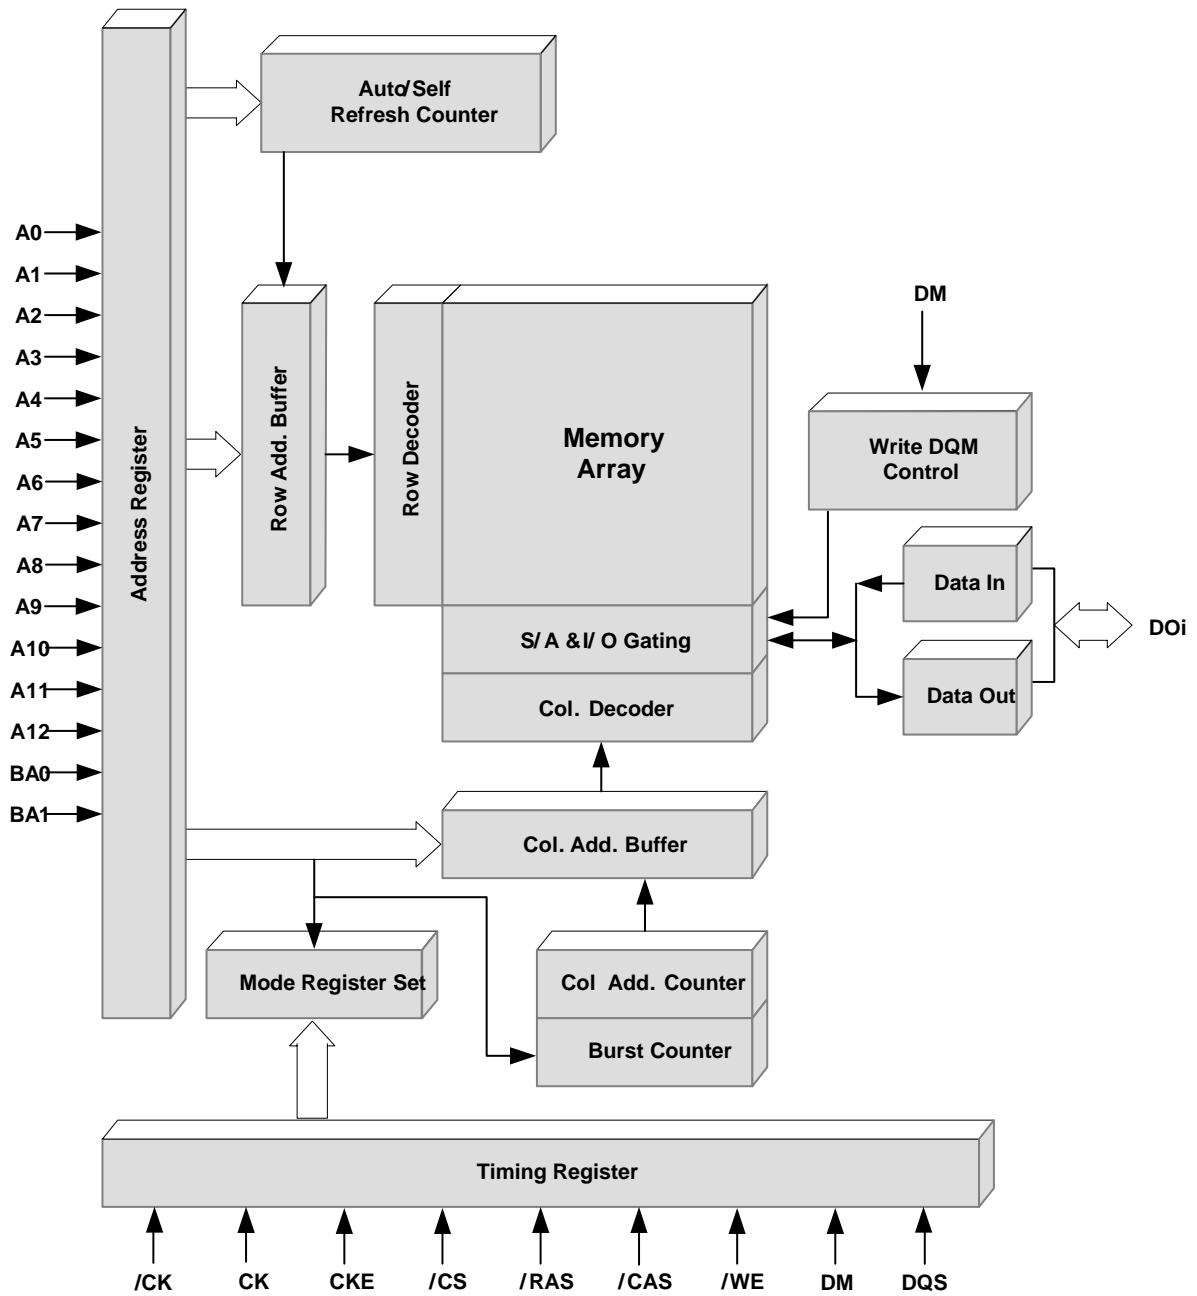 Auto/Self
Refresh Counter
A0
A1
A2
A3
A4
A5
A6
A7
A8
A9
A10
A11
A12
BA0
BA1
Address Register
Row Add. Buffer
Row Decoder
Memory
Array
DM
Write DQM
Control
Data In
Data Out
DOi
S/ A &I/ O Gating
Col. Decoder
Col. Add. Buffer
Mode Register Set
Col Add. Counter
Burst Counter
Timing Register
/CK
CK
CKE
/CS
/RAS
/CAS
/WE
DM
DQS